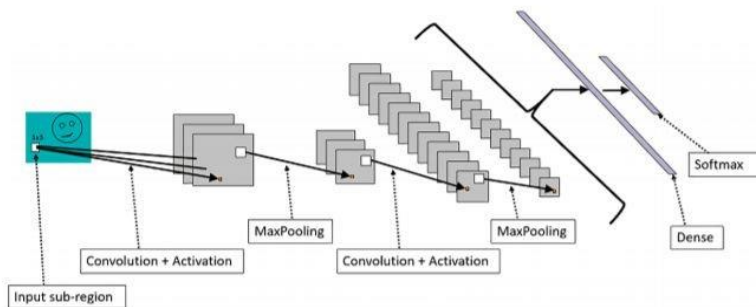 Softmax
MaxPooling
MaxPooling
Dense
Convolution + Activation
Convolution + Activation
Input sub-region